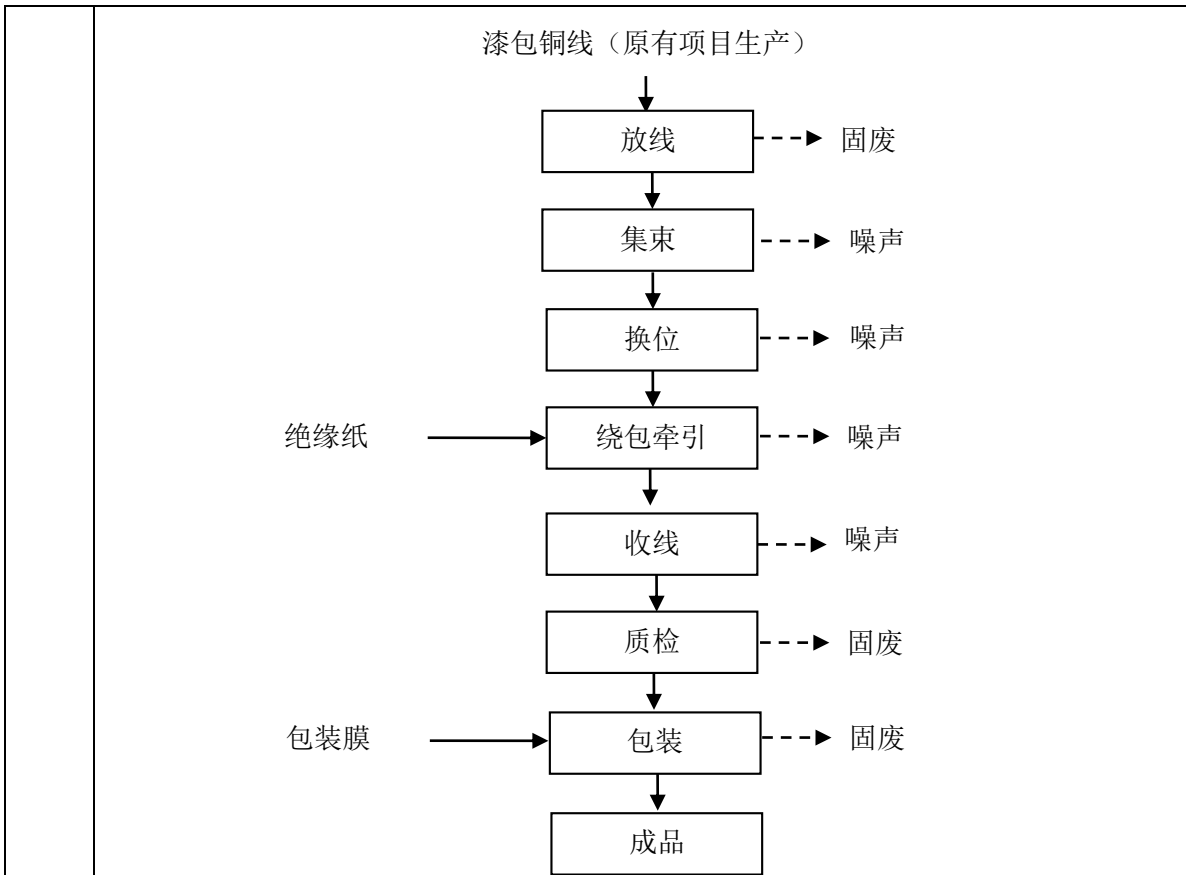 漆包铜线（原有项目生产）
放线
固废
集束
噪声
换位
噪声
绝缘纸
绕包牵引
噪声
收线
噪声
质检
固废
包装膜
包装
固废
成品